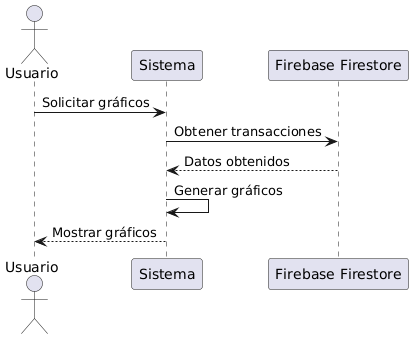 Usuario
Sistema
Firebase Firestore
Solicitar gráficos
Obtener transacciones
Datos obtenidos
Generar gráficos
Mostrar gráficos
Usuario
Sistema
Firebase Firestore